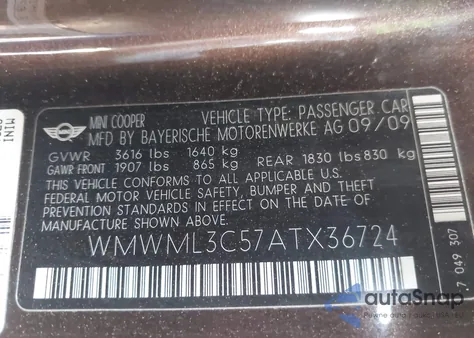 MINI COOPER VEHICLE TYPE: PASSENGER CAR
MFD BY BAYERISCHE MOTORENWERKE AG 09/09
GVWR 3616 lbs 1640 kg
GAWR FRONT 1907 lbs 865 kg REAR 1830 lbs 830 kg
THIS VEHICLE CONFORMS TO ALL APPLICABLE U.S.
FEDERAL MOTOR VEHICLE SAFETY, BUMPER AND THEFT
PREVENTION STANDARDS IN EFFECT ON THE DATE OF
MANUFACTURE SHOWN ABOVE.
WMWML3C57ATX36724
7 049 307
MINI
autoSnap